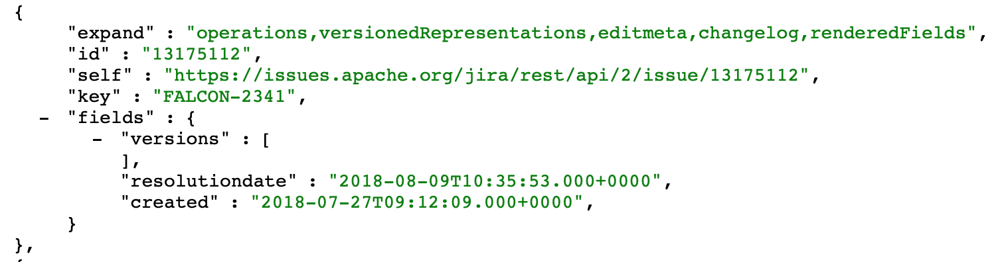 {
"expand" : "operations,versionedRepresentations,editmeta,changelog,renderedFields",
"id" : "13175112",
"self" : "https://issues.apache.org/jira/rest/api/2/issue/13175112",
"key" : "FALCON-2341",
- "fields" : {
- "versions" : [
],
"resolutiondate" : "2018-08-09T10:35:53.000+0000",
"created" : "2018-07-27T09:12:09.000+0000",
}
},